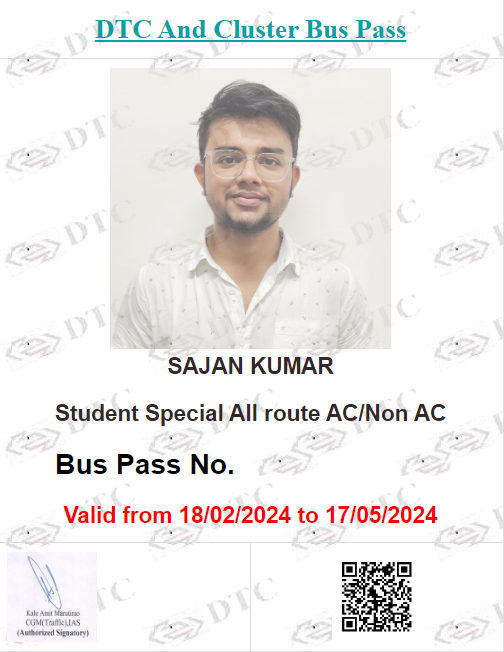 DTC And Cluster Bus Pass
SAJAN KUMAR
Student Special All route AC/Non AC
Bus Pass No.
Valid from 18/02/2024 to 17/05/2024
Kale Amit Marutirao
CGM(Traffic),IAS
(Authorized Signatory)
DTC